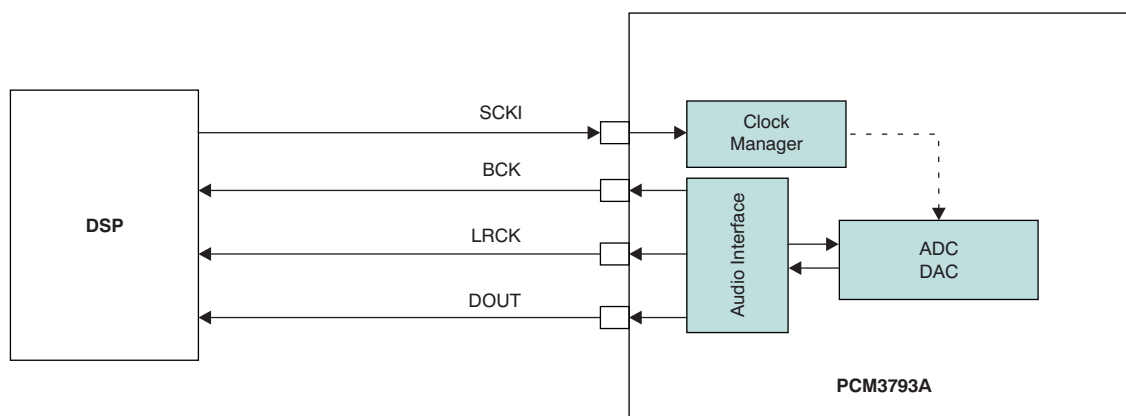 SCKI
Clock
Manager
BCK
DSP
LRCK
Audio Interface
ADC
DAC
DOUT
PCM3793A